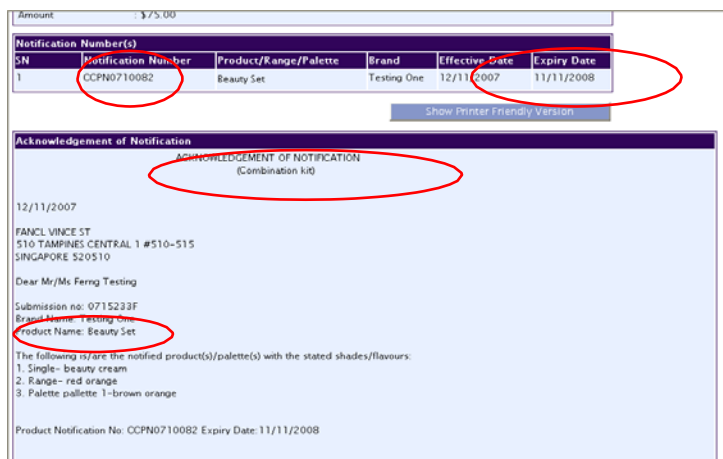 Amount : $75.00
Notification Number(s)
SN Notification Number Product/Range/Palette Brand Effective Date Expiry Date
1 CCPN0710082 Beauty Set Testing One 12/11/2007 11/11/2008
Show Printer Friendly Version
Acknowledgement of Notification
ACKNOWLEDGEMENT OF NOTIFICATION
(Combination kit)
12/11/2007
FANCL VINCE ST
510 TAMPINES CENTRAL 1 #510-515
SINGAPORE 520510
Dear Mr/Ms Ferng Testing
Submission no: 0715233F
Brand Name: Testing One
Product Name: Beauty Set
The following is/are the notified product(s)/palette(s) with the stated shades/flavours:
1. Single- beauty cream
2. Range- red orange
3. Palette pallette 1-brown orange
Product Notification No: CCPN0710082 Expiry Date: 11/11/2008